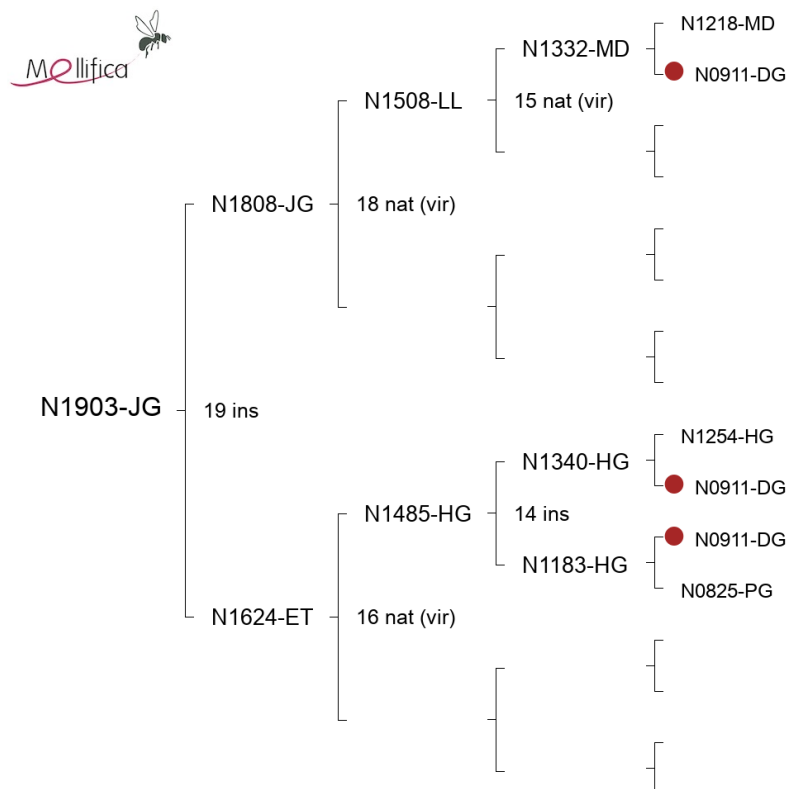 Mellifica
N1218-MD
N1332-MD
N0911-DG
N1508-LL
15 nat (vir)
N1808-JG
18 nat (vir)
N1903-JG
19 ins
N1254-HG
N1340-HG
N0911-DG
N1485-HG
14 ins
N0911-DG
N1183-HG
N0825-PG
N1624-ET
16 nat (vir)